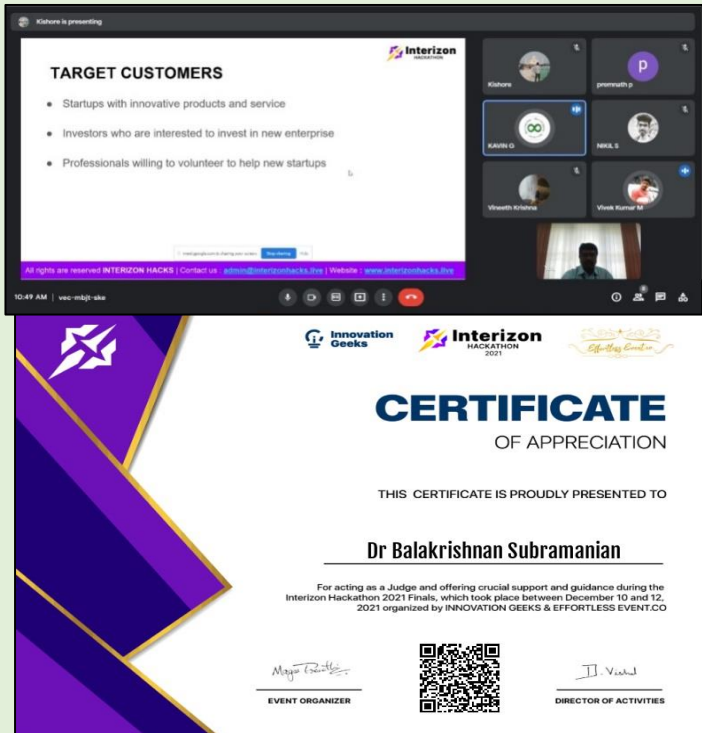 Kishore is presenting
Interizon
HACKATHON
TARGET CUSTOMERS
Startups with innovative products and service
Investors who are interested to invest in new enterprise
Professionals willing to volunteer to help new startups
Stop sharing
All rights are reserved INTERIZON HACKS | Contact us : admin@interizonhacks.live | Website : www.interizonhacks.live
Kishore
p
premnath p
KAVIN G
NIKIL S
Vineeth Krishna
Vivek Kumar M
10:49 AM | vec-mbjt-ske
Innovation
Geeks
Interizon
HACKATHON
2021
Effortless Event.co
CERTIFICATE
OF APPRECIATION
THIS CERTIFICATE IS PROUDLY PRESENTED TO
Dr Balakrishnan Subramanian
For acting as a Judge and offering crucial support and guidance during the
Interizon Hackathon 2021 Finals, which took place between December 10 and 12,
2021 organized by INNOVATION GEEKS & EFFORTLESS EVENT.CO
EVENT ORGANIZER
DIRECTOR OF ACTIVITIES